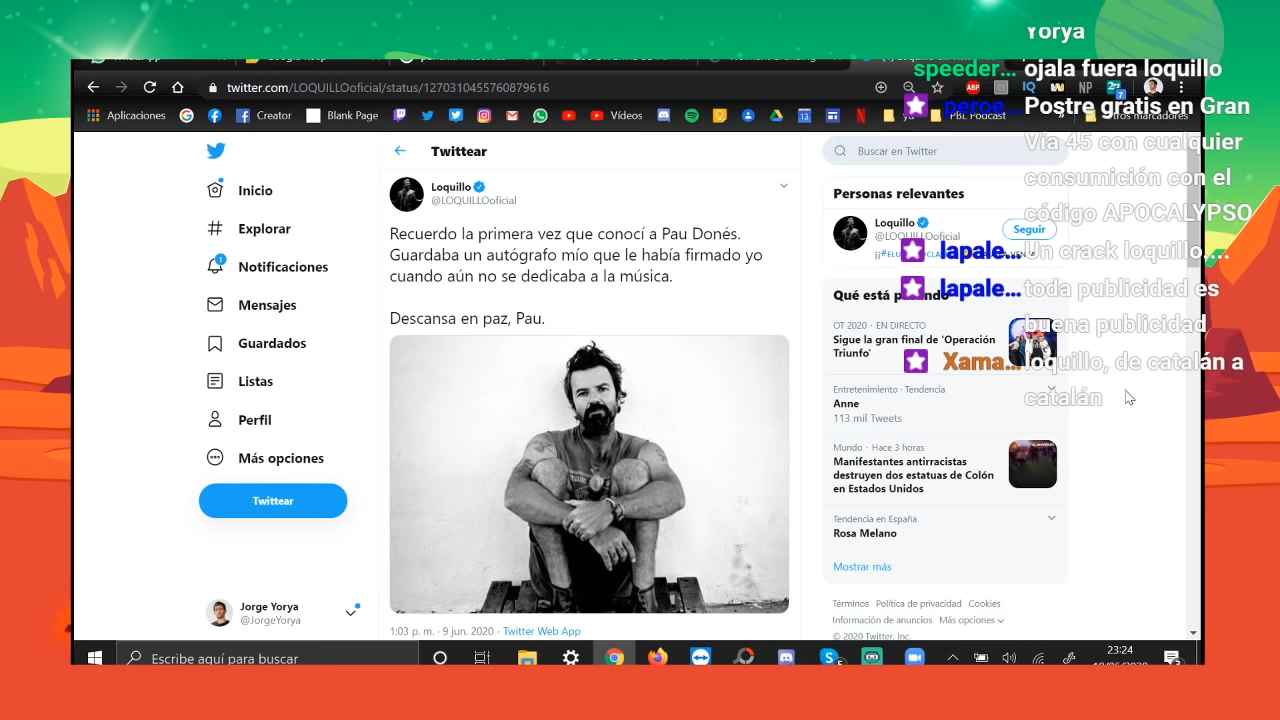 twitter.com/LOQUILLOoficial/status/1270310455760879616
Aplicaciones
Creator
Blank Page
Vídeos
PBL Podcast
Otros marcadores
Inicio
Explorar
Notificaciones
Mensajes
Guardados
Listas
Perfil
Más opciones
Twittear
Jorge Yorya
@JorgeYorya
Twittear
Loquillo
@LOQUILLOoficial
Recuerdo la primera vez que conocí a Pau Donés.
Guardaba un autógrafo mío que le había firmado yo
cuando aún no se dedicaba a la música.
Descansa en paz, Pau.
1:03 p. m. · 9 jun. 2020 · Twitter Web App
Buscar en Twitter
Personas relevantes
Loquillo
@LOQUILLOoficial
Seguir
OT 2020 · EN DIRECTO
Sigue la gran final de 'Operación
Triunfo'
Entretenimiento · Tendencia
Anne
113 mil Tweets
Mundo · Hace 3 horas
Manifestantes antirracistas
destruyen dos estatuas de Colón
en Estados Unidos
Tendencia en España
Rosa Melano
Mostrar más
Términos Política de privacidad Cookies
Información de anuncios Más opciones
© 2020 Twitter, Inc.
Yorya
speeder... ojala fuera loquillo
peroe... Postre gratis en Gran
Vía 45 con cualquier
consumición con el
código APOCALYPSO
lapale... Un crack loquillo....
lapale... toda publicidad es
buena publicidad
Xama... loquillo, de catalán a
catalán
Escribe aquí para buscar
23:24